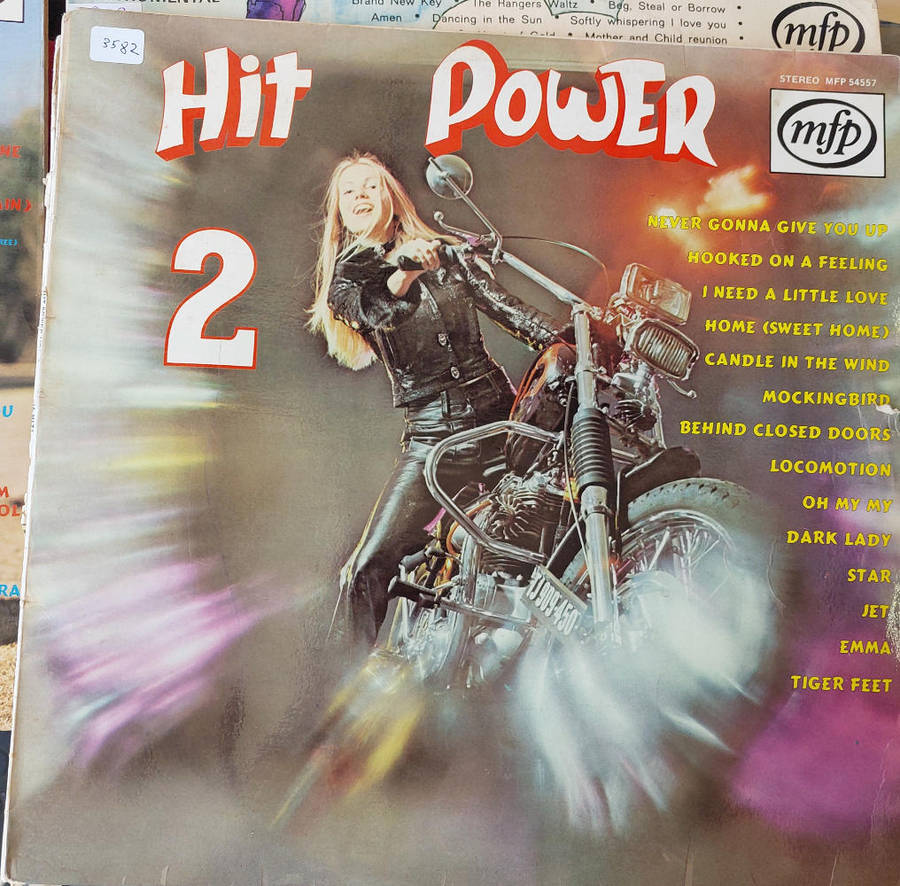 Brand New Key • The Rangers Waltz • Beg, Steal or Borrow •
Amen • Dancing in the Sun • Softly whispering I love you •
Mother and Child reunion •
mfp
3582
Hit POWER
2
STEREO MFP 54557
mfp
NEVER GONNA GIVE YOU UP
HOOKED ON A FEELING
I NEED A LITTLE LOVE
HOME (SWEET HOME)
CANDLE IN THE WIND
MOCKINGBIRD
BEHIND CLOSED DOORS
LOCOMOTION
OH MY MY
DARK LADY
STAR
JET
EMMA
TIGER FEET
TJ 509450